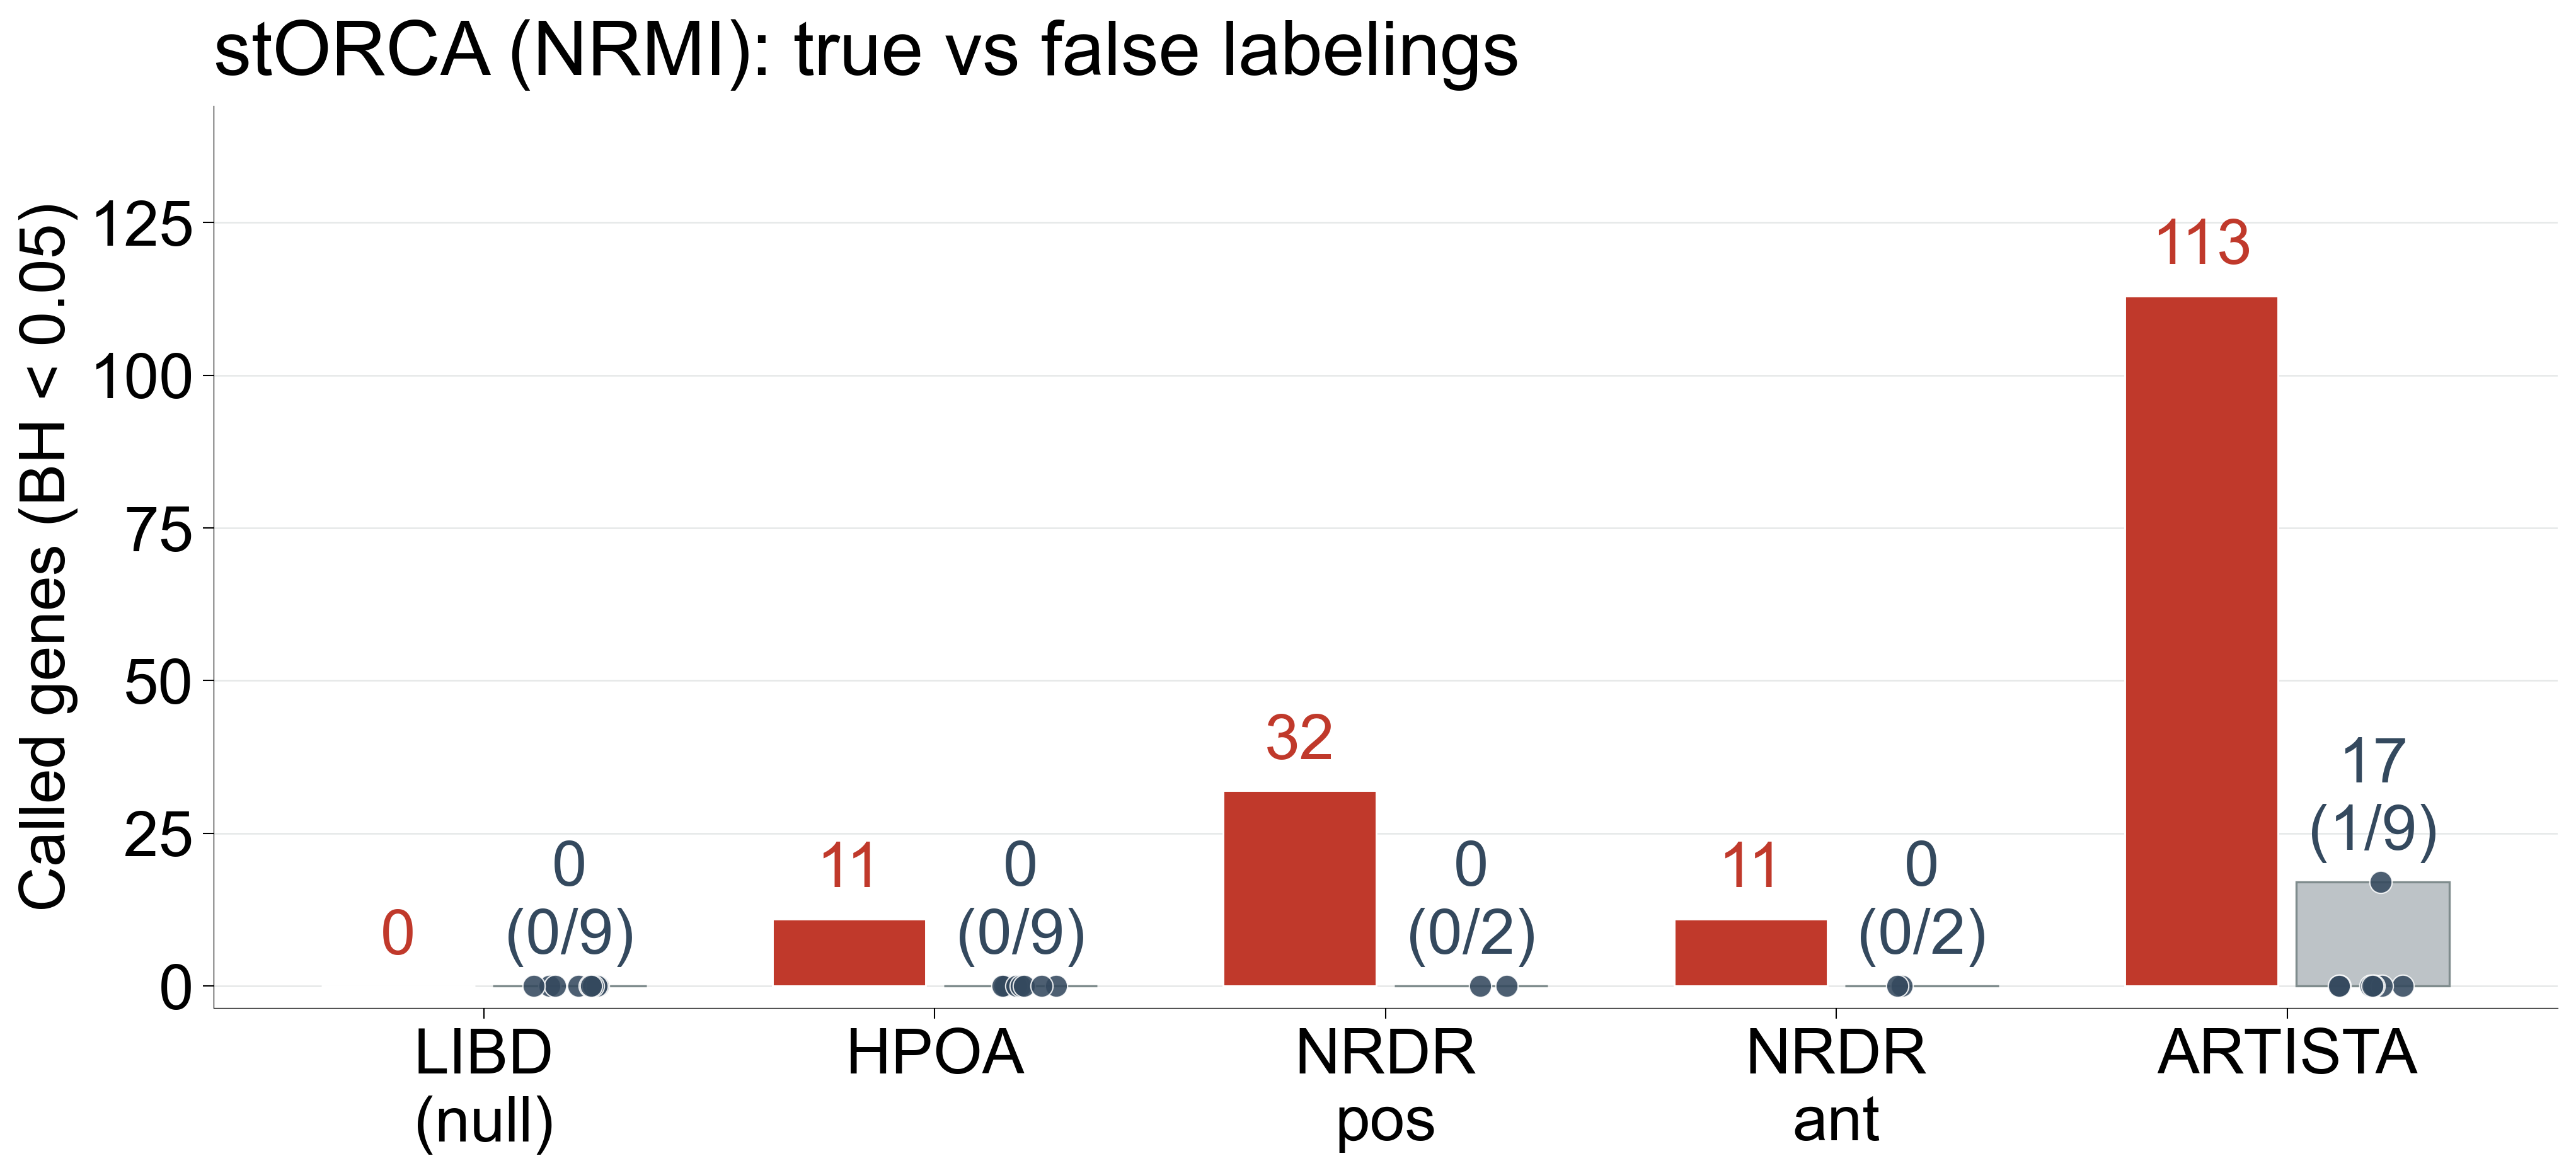 stORCA (NRMI): true vs false labelings
Called genes (BH < 0.05)
125
100
75
50
25
0
0
0
(0/9)
11
0
(0/9)
32
0
(0/2)
11
0
(0/2)
113
17
(1/9)
LIBD
(null)
HPOA
NRDR
pos
NRDR
ant
ARTISTA